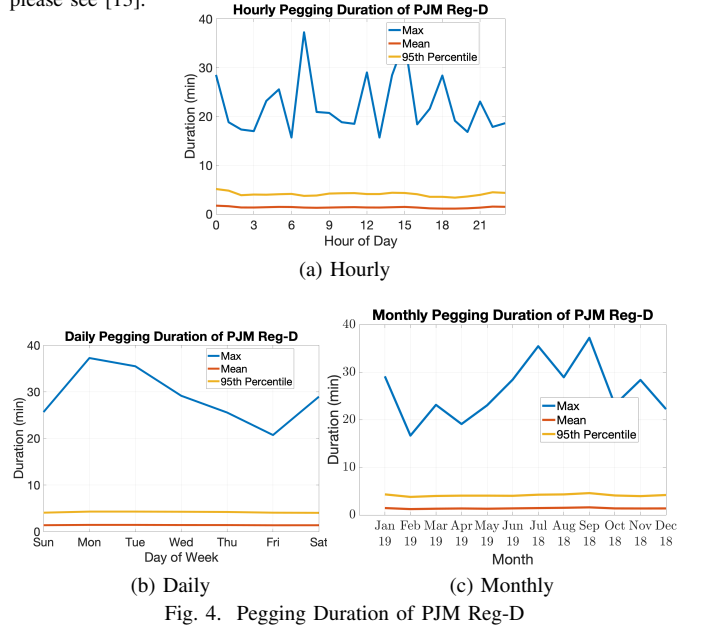 please see [15].
Hourly Pegging Duration of PJM Reg-D
Max
Mean
95th Percentile
Duration (min)
40
30
20
10
0
0 3 6 9 12 15 18 21
Hour of Day
(a) Hourly
Daily Pegging Duration of PJM Reg-D
Max
Mean
95th Percentile
Duration (min)
40
30
20
10
0
Sun Mon Tue Wed Thu Fri Sat
Day of Week
(b) Daily
Monthly Pegging Duration of PJM Reg-D
Max
Mean
95th Percentile
Duration (min)
40
30
20
10
0
Jan Feb Mar Apr May Jun Jul Aug Sep Oct Nov Dec
19 19 19 19 19 18 18 18 18 18 18 18
Month
(c) Monthly
Fig. 4. Pegging Duration of PJM Reg-D